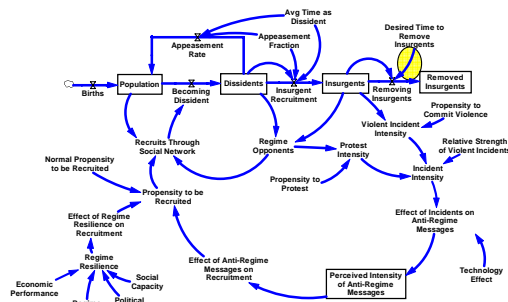 Avg Time as
Dissident
Desired Time to
Remove
Insurgents
Appeasement
Rate
Appeasement
Fraction
Births
Population
Becoming
Dissident
Dissidents
Insurgent
Recruitment
Insurgents
Removing
Insurgents
Removed
Insurgents
Propensity to
Commit Violence
Violent Incident
Intensity
Recruits Through
Social Network
Regime
Opponents
Protest
Intensity
Relative Strength
of Violent Incidents
Normal Propensity
to be Recruited
Incident
Intensity
Propensity to
Protest
Propensity to be
Recruited
Effect of Regime
Resilience on
Recruitment
Effect of Incidents on
Anti-Regime
Messages
Regime
Resilience
Effect of Anti-Regime
Messages on
Recruitment
Economic
Performance
Social
Capacity
Technology
Effect
Perceived Intensity
of Anti-Regime Messages
Political